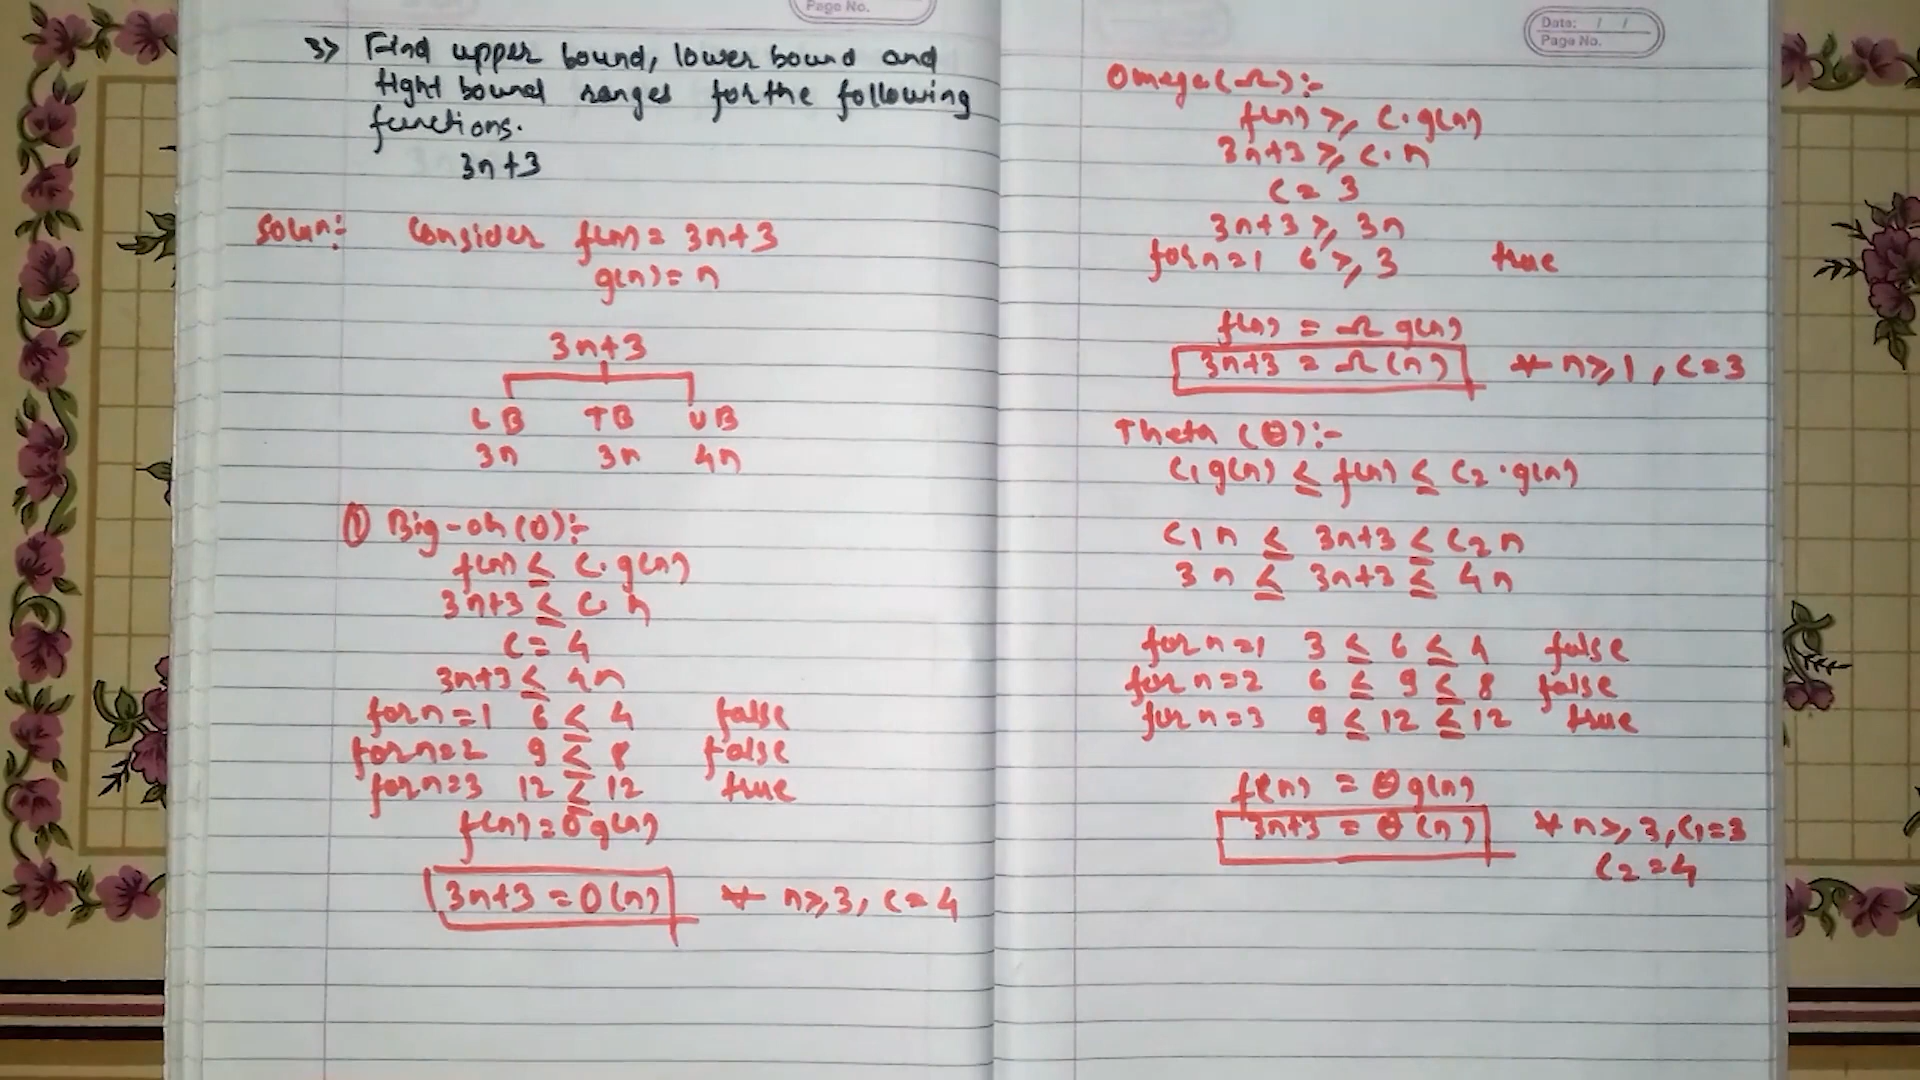 Page No.
3) Find upper bound, lower bound and
tight bound ranges for the following
functions.
3n+3
Soln:- Consider f(n) = 3n+3
g(n) = n
3n+3
LB TB UB
3n 3n 4n
① Big-oh (O):-
f(n) ≤ c.g(n)
3n+3 ≤ c n
c = 4
3n+3 ≤ 4n
for n=1 6 ≤ 4 false
for n=2 9 ≤ 8 false
for n=3 12 ≤ 12 true
f(n) = O g(n)
3n+3 = O(n) ∀ n≥3, c=4
Date: / /
Page No.
Omega (Ω):-
f(n) ≥ c.g(n)
3n+3 ≥ c.n
c = 3
3n+3 ≥ 3n
for n=1 6 ≥ 3 true
f(n) = Ω g(n)
3n+3 = Ω (n) ∀ n≥1, c=3
Theta (θ):-
c1 g(n) ≤ f(n) ≤ c2.g(n)
c1 n ≤ 3n+3 ≤ c2 n
3n ≤ 3n+3 ≤ 4n
for n=1 3 ≤ 6 ≤ 4 false
for n=2 6 ≤ 9 ≤ 8 false
for n=3 9 ≤ 12 ≤ 12 true
f(n) = θ g(n)
3n+3 = θ (n) ∀ n≥3, c1=3
c2=4